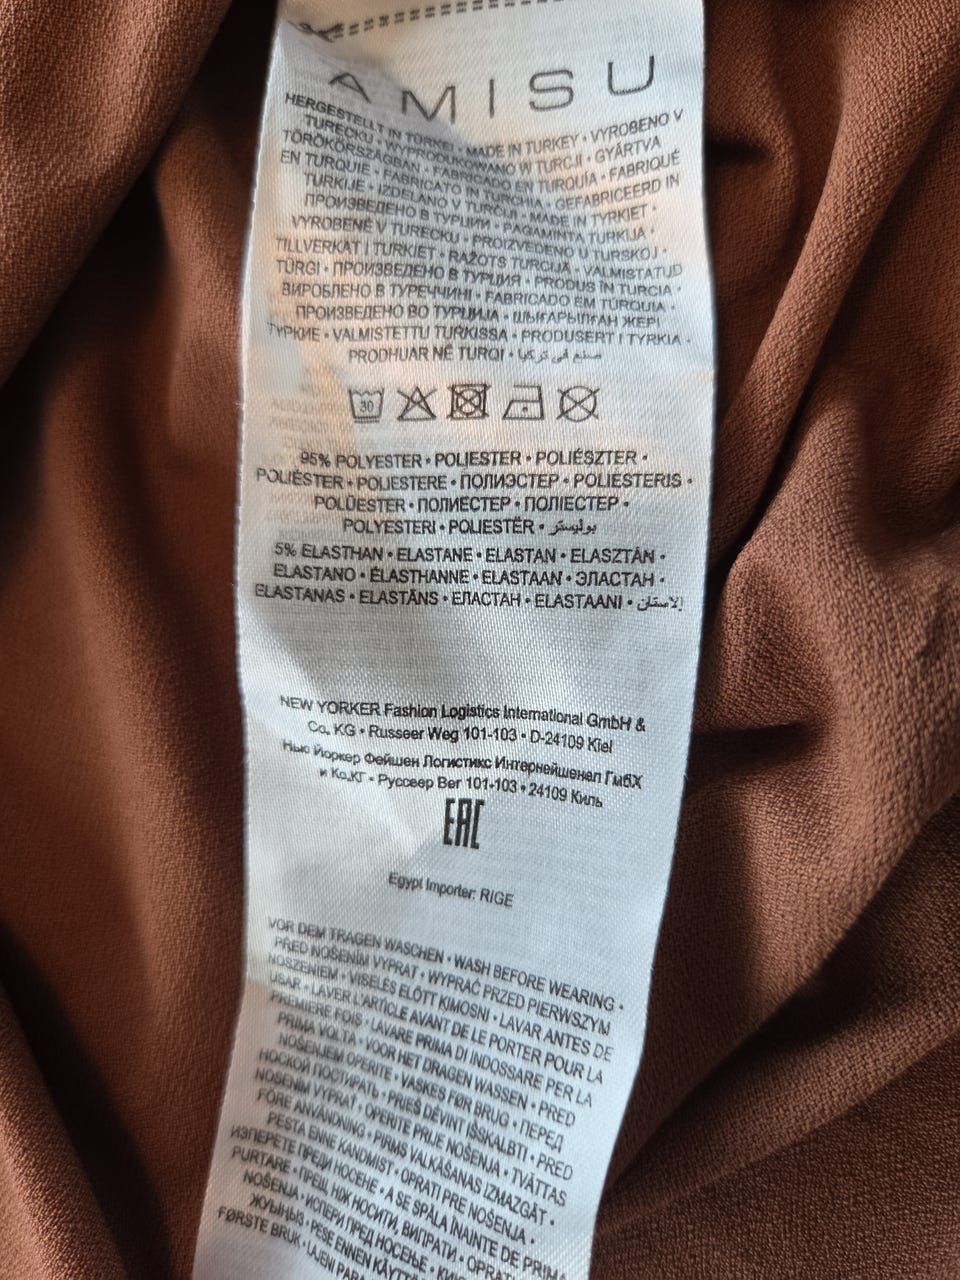 AMISU
HERGESTELLT IN TÜRKEI • MADE IN TURKEY • VYROBENO V
TURECKU • WYPRODUKOWANO W TURCJI • GYÁRTVA
TÖRÖKORSZÁGBAN • FABRICADO EN TURQUÍA • FABRIQUÉ
EN TURQUIE • FABRICATO IN TURCHIA • GEFABRICEERD IN
TURKIJE • IZDELANO V TURČIJI • MADE IN TYRKIET •
ПРОИЗВЕДЕНО В ТУРЦИИ • PAGAMINTA TURKIJA •
VYROBENÉ V TURECKU • PROIZVEDENO U TURSKOJ •
TILLVERKAT I TURKIET • RAŽOTS TURCIJĀ • VALMISTATUD
TÜRGI • ПРОИЗВЕДЕНО В ТУРЦИЯ • PRODUS ÎN TURCIA •
ВИРОБЛЕНО В ТУРЕЧЧИНІ • FABRICADO EM TÚRQUIA •
ПРОИЗВЕДЕНО ВО ТУРЦИЈА • ШЫҒАРЫЛҒАН ЖЕРІ
ТҮРКИЕ • VALMISTETTU TURKISSA • PRODUSERT I TYRKIA •
PRODHUAR NË TURQI • صنع في تركيا
30
95% POLYESTER • POLIESTER • POLIÉSZTER •
POLIÉSTER • POLIESTERE • ПОЛИЭСТЕР • POLIESTERIS •
POLÜESTER • ПОЛИЕСТЕР • ПОЛІЕСТЕР •
POLYESTERI • POLIESTËR • بوليستر
5% ELASTHAN • ELASTANE • ELASTAN • ELASZTÁN •
ELASTANO • ÉLASTHANNE • ELASTAAN • ЭЛАСТАН •
ELASTANAS • ELASTĀNS • ЕЛАСТАН • ELASTAANI • إلاستان
NEW YORKER Fashion Logistics International GmbH &
Co. KG • Russeer Weg 101-103 • D-24109 Kiel
Нью Йоркер Фейшен Логистикс Интернейшенал ГмбХ
и Ко.КГ • Руссеер Вег 101-103 • 24109 Киль
EAC
Egypt Importer: RIGE
VOR DEM TRAGEN WASCHEN • WASH BEFORE WEARING •
PŘED NOŠENÍM VYPRAT • WYPRAĆ PRZED PIERWSZYM
NOSZENIEM • VISELÉS ELŐTT KIMOSNI • LAVAR ANTES DE
USAR • LAVER L'ARTICLE AVANT DE LE PORTER POUR LA
PREMIERE FOIS • LAVARE PRIMA DI INDOSSARE PER LA
PRIMA VOLTA • VOOR HET DRAGEN WASSEN • PRED
NOŠENJEM OPERITE • VASKES FØR BRUG • ПЕРЕД
НОСКОЙ ПОСТИРАТЬ • PRIEŠ DĖVINT IŠSKALBTI • PRED
NOSENÍM VYPRAŤ • OPERITE PRIJE NOŠENJA • TVÄTTAS
FÖRE ANVÄNDNING • PIRMS VALKĀŠANAS IZMAZGĀT •
PESTA ENNE KANDMIST • OPRATI PRE NOŠENJA •
ИЗПЕРЕТЕ ПРЕДИ НОСЕНЕ • A SE SPĂLA ÎNAINTE DE PRIMA
PURTARE • ПРЕШ, НІЖ НОСИТИ, ВИПРАТИ • OPRATI
NOŠENJA • ИСПЕРИ ПРЕД НОСЕЊЕ •
ЖУЫҢЫЗ • PESE ENNEN
FØRSTE BRUK • LAJENI PARA